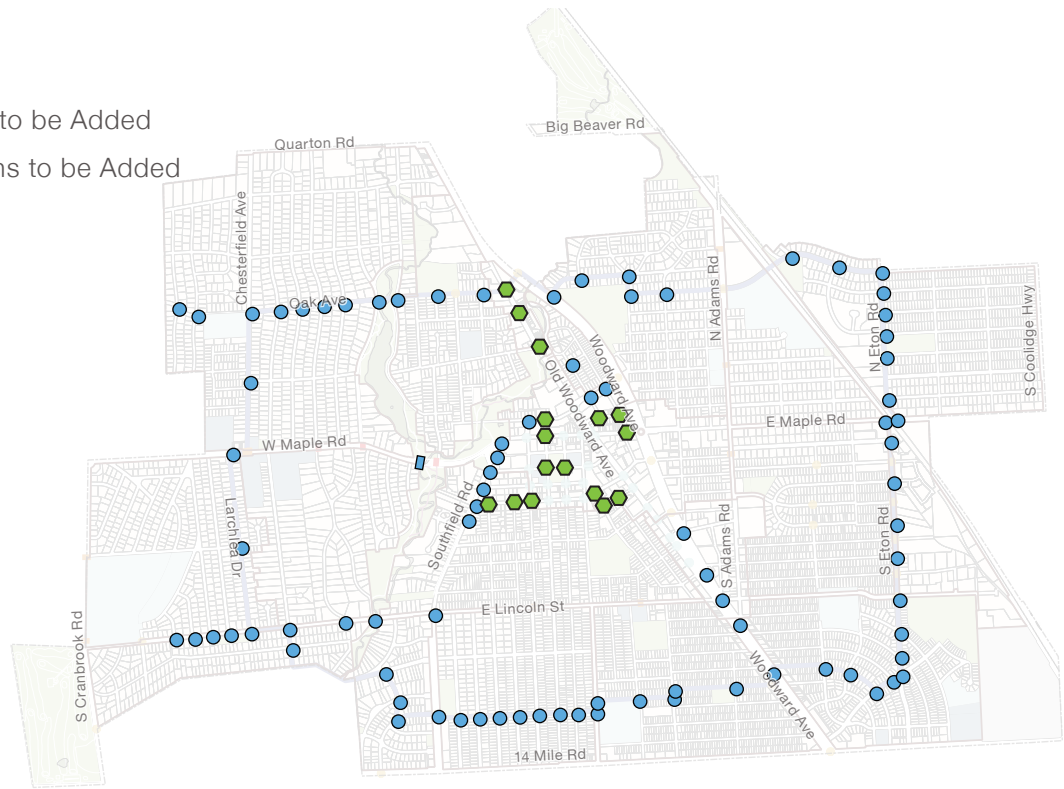 to be Added
ns to be Added
Big Beaver Rd
Quarton Rd
Chesterfield Ave
N Adams Rd
Oak Ave
N Eton Rd
S Coolidge Hwy
Woodward Ave
Old Woodward Ave
E Maple Rd
W Maple Rd
Southfield Rd
Larchlea Dr
S Adams Rd
S Eton Rd
E Lincoln St
S Cranbrook Rd
Woodward Ave
14 Mile Rd